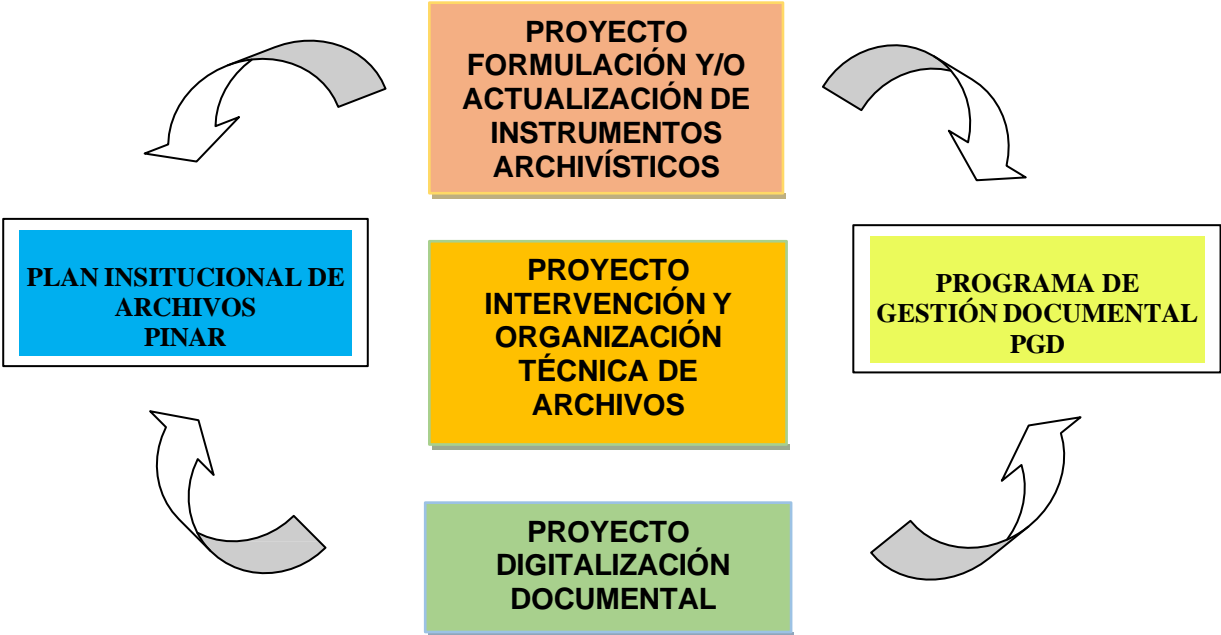 PROYECTO
FORMULACIÓN Y/O
ACTUALIZACIÓN DE
INSTRUMENTOS
ARCHIVÍSTICOS
PLAN INSITUCIONAL DE
ARCHIVOS
PINAR
PROYECTO
INTERVENCIÓN Y
ORGANIZACIÓN
TÉCNICA DE
ARCHIVOS
PROGRAMA DE
GESTIÓN DOCUMENTAL
PGD
PROYECTO
DIGITALIZACIÓN
DOCUMENTAL